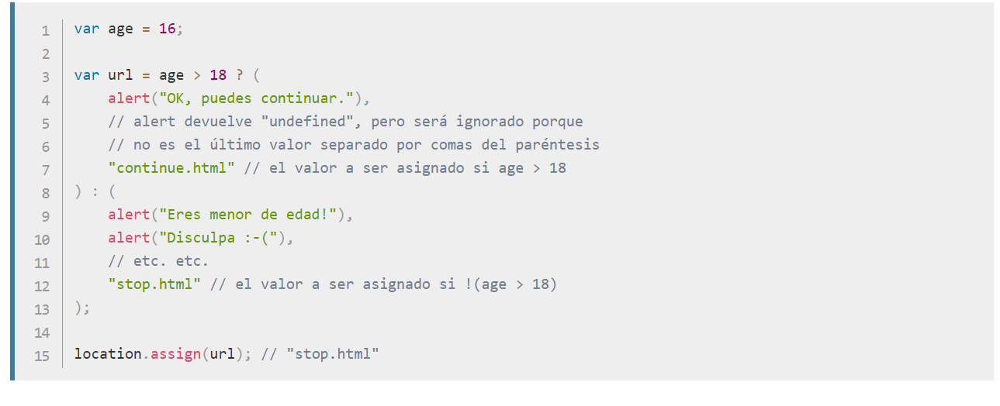 1 var age = 16;
2
3 var url = age > 18 ? (
4     alert("OK, puedes continuar."),
5     // alert devuelve "undefined", pero será ignorado porque
6     // no es el último valor separado por comas del paréntesis
7     "continue.html" // el valor a ser asignado si age > 18
8 ) : (
9     alert("Eres menor de edad!"),
10     alert("Disculpa :-("),
11     // etc. etc.
12     "stop.html" // el valor a ser asignado si !(age > 18)
13 );
14
15 location.assign(url); // "stop.html"